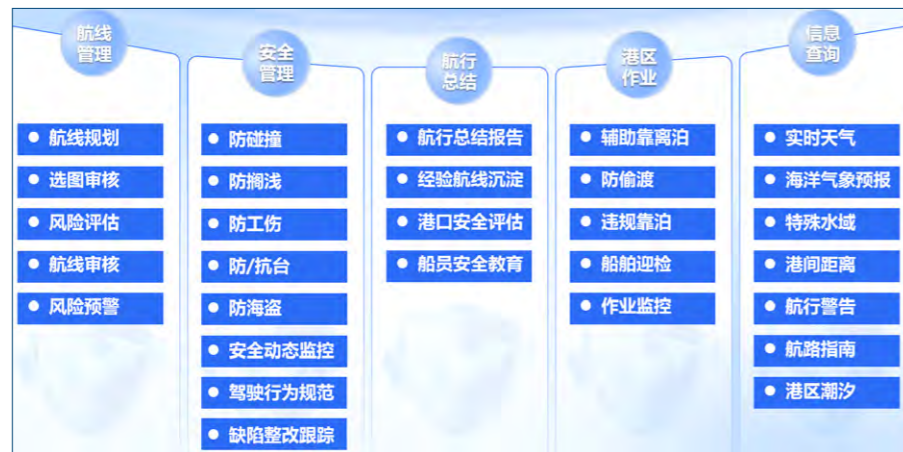 航线
管理
航线规划
选图审核
风险评估
航线审核
风险预警
安全
管理
防碰撞
防搁浅
防工伤
防/抗台
防海盗
安全动态监控
驾驶行为规范
缺陷整改跟踪
航行
总结
航行总结报告
经验航线沉淀
港口安全评估
船员安全教育
港区
作业
辅助靠离泊
防偷渡
违规靠泊
船舶迎检
作业监控
信息
查询
实时天气
海洋气象预报
特殊水域
港间距离
航行警告
航路指南
港区潮汐